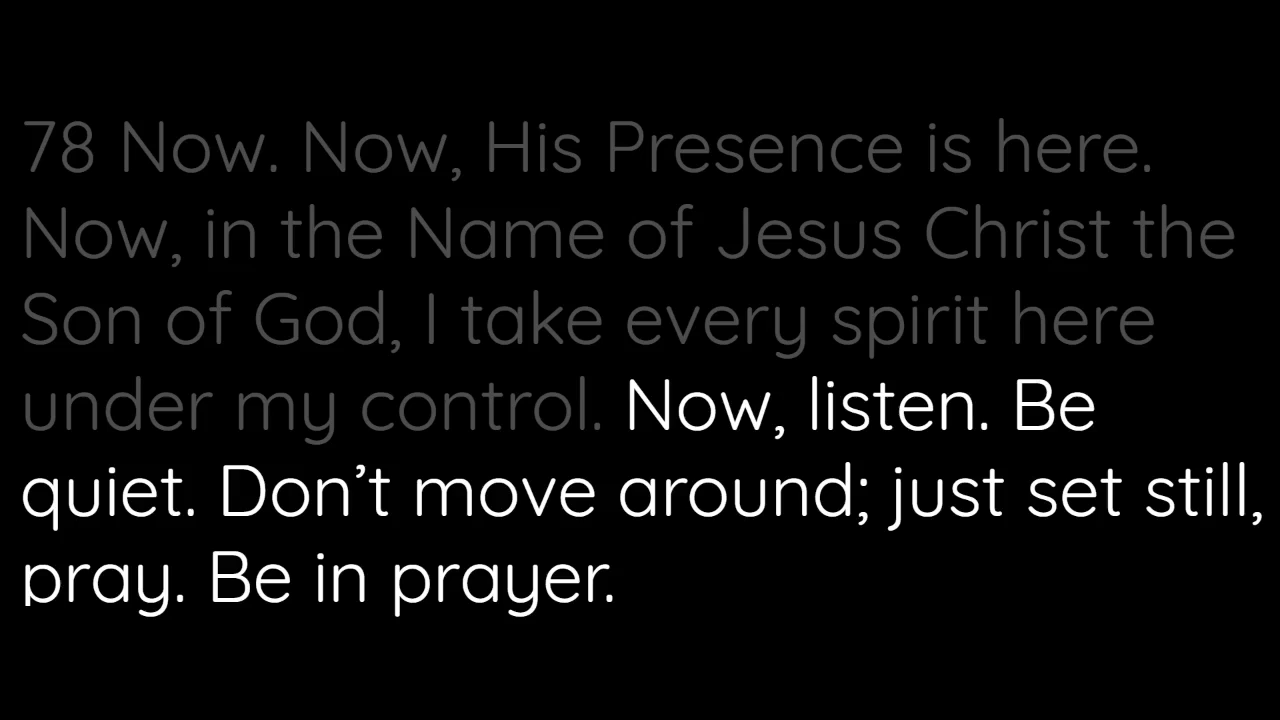 78 Now. Now, His Presence is here.
Now, in the Name of Jesus Christ the
Son of God, I take every spirit here
under my control. Now, listen. Be
quiet. Don’t move around; just set still,
pray. Be in prayer.